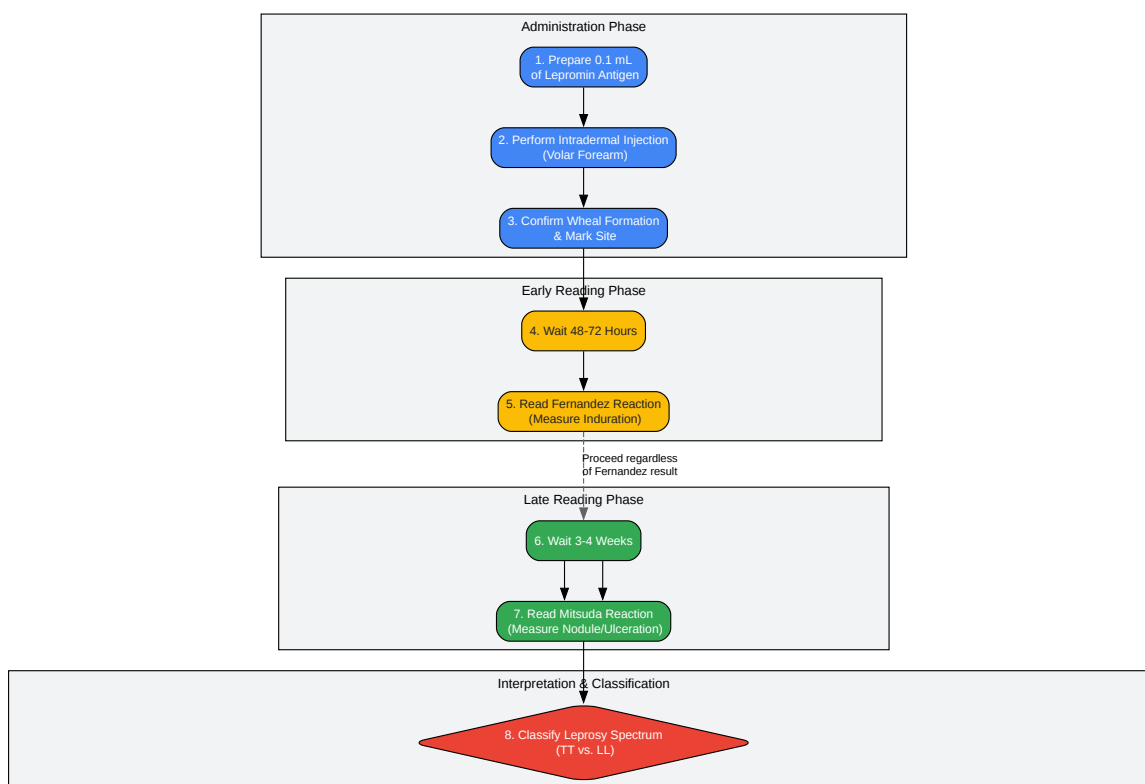 Administration Phase
1. Prepare 0.1 mL
of Lepromin Antigen
2. Perform Intradermal Injection
(Volar Forearm)
3. Confirm Wheal Formation
& Mark Site
Early Reading Phase
4. Wait 48-72 Hours
5. Read Fernandez Reaction
(Measure Induration)
Proceed regardless
of Fernandez result
Late Reading Phase
6. Wait 3-4 Weeks
7. Read Mitsuda Reaction
(Measure Nodule/Ulceration)
Interpretation & Classification
8. Classify Leprosy Spectrum
(TT vs. LL)